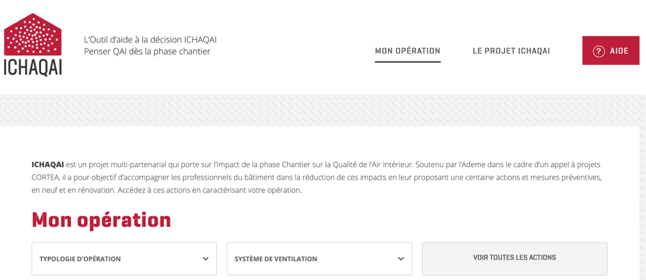 ICHAQAI
L'Outil d'aide à la décision ICHAQAI
Penser QAI dès la phase chantier
MON OPÉRATION
LE PROJET ICHAQAI
? AIDE
ICHAQAI est un projet multi-partenarial qui porte sur l'Impact de la phase Chantier sur la Qualité de l'Air Intérieur. Soutenu par l'Ademe dans le cadre d'un appel à projets
CORTEA, il a pour objectif d'accompagner les professionnels du bâtiment dans la réduction de ces impacts en leur proposant une centaine actions et mesures préventives,
en neuf et en rénovation. Accédez à ces actions en caractérisant votre opération.
Mon opération
TYPOLOGIE D'OPÉRATION
SYSTÈME DE VENTILATION
VOIR TOUTES LES ACTIONS